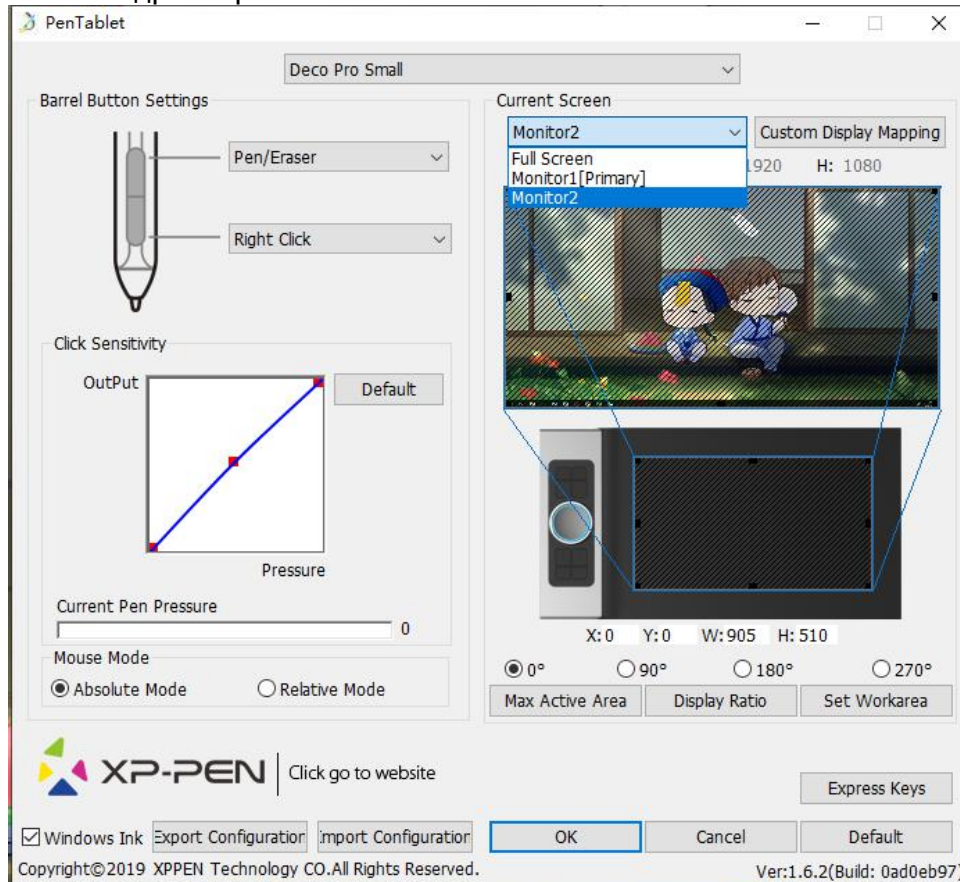 PenTablet
Deco Pro Small
Barrel Button Settings
Pen/Eraser
Right Click
Click Sensitivity
OutPut
Default
Pressure
Current Pen Pressure
0
Mouse Mode
Absolute Mode Relative Mode
Current Screen
Monitor2 Custom Display Mapping
Full Screen
Monitor1[Primary]
Monitor2
1920 H: 1080
X: 0 Y: 0 W: 905 H: 510
0° 90° 180° 270°
Max Active Area Display Ratio Set Workarea
XP-PEN Click go to website
Express Keys
Windows Ink Export Configuration Import Configuration OK Cancel Default
Copyright©2019 XPPEN Technology CO.All Rights Reserved.
Ver:1.6.2(Build: 0ad0eb97)